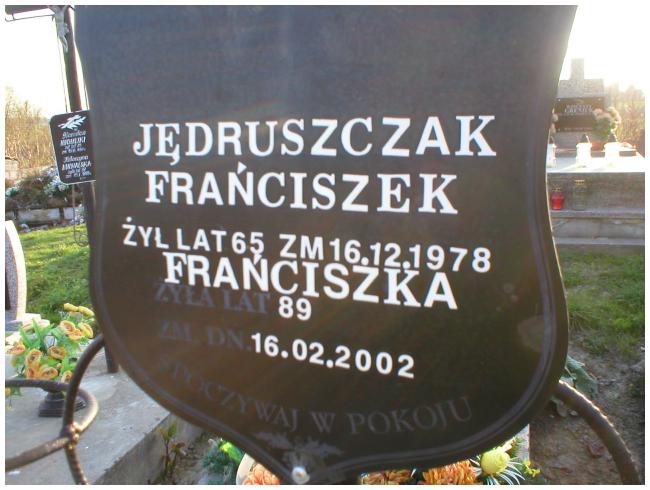 JĘDRUSZCZAK
FRAŃCISZEK
ŻYŁ LAT 65 ZM 16.12.1978
FRAŃCISZKA
ŻYŁA LAT 89
ZM. DN. 16.02.2002
SPOCZYWAJ W POKOJU